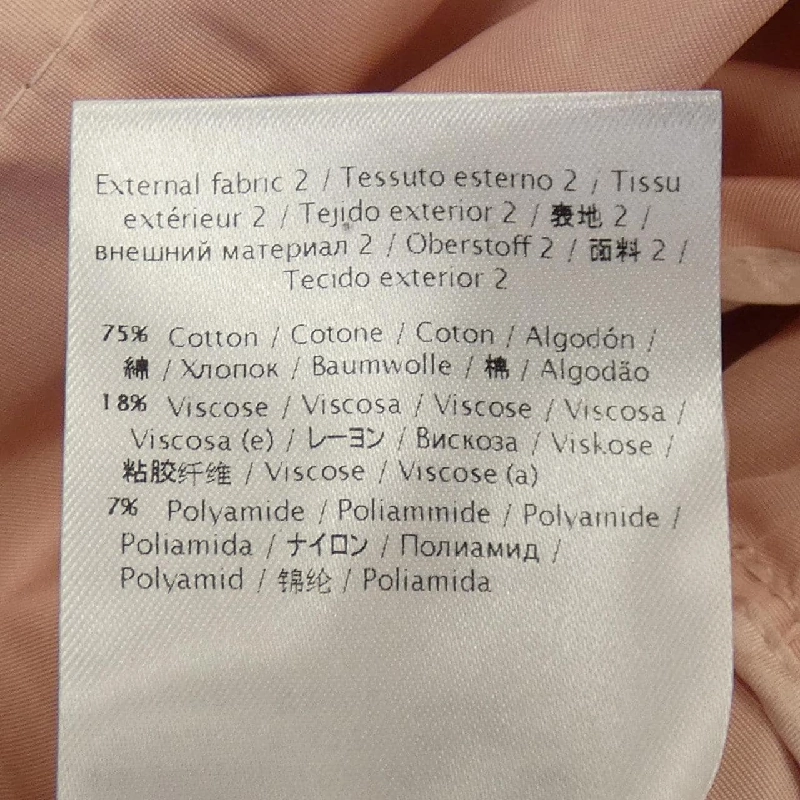 External fabric 2 / Tessuto esterno 2 / Tissu
extérieur 2 / Tejido exterior 2 / 表地 2 /
внешний материал 2 / Oberstoff 2 / 面料 2 /
Tecido exterior 2
75% Cotton / Cotone / Coton / Algodón /
綿 / Хлопок / Baumwolle / 棉 / Algodão
18% Viscose / Viscosa / Viscose / Viscosa /
Viscosa (e) / レーヨン / Вискоза / Viskose /
粘胶纤维 / Viscose / Viscose (a)
7% Polyamide / Poliammide / Polyamide /
Poliamida / ナイロン / Полиамид /
Polyamid / 锦纶 / Poliamida